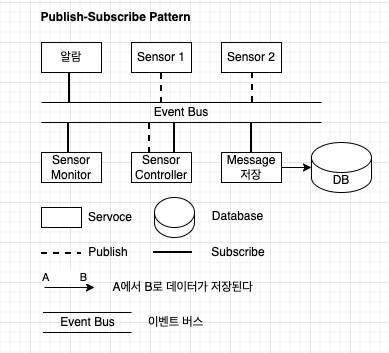 Publish-Subscribe Pattern
알람
Sensor 1
Sensor 2
Event Bus
Sensor
Monitor
Sensor
Controller
Message
저장
DB
Servoce
Database
Publish
Subscribe
A
B
A에서 B로 데이터가 저장된다
Event Bus
이벤트 버스